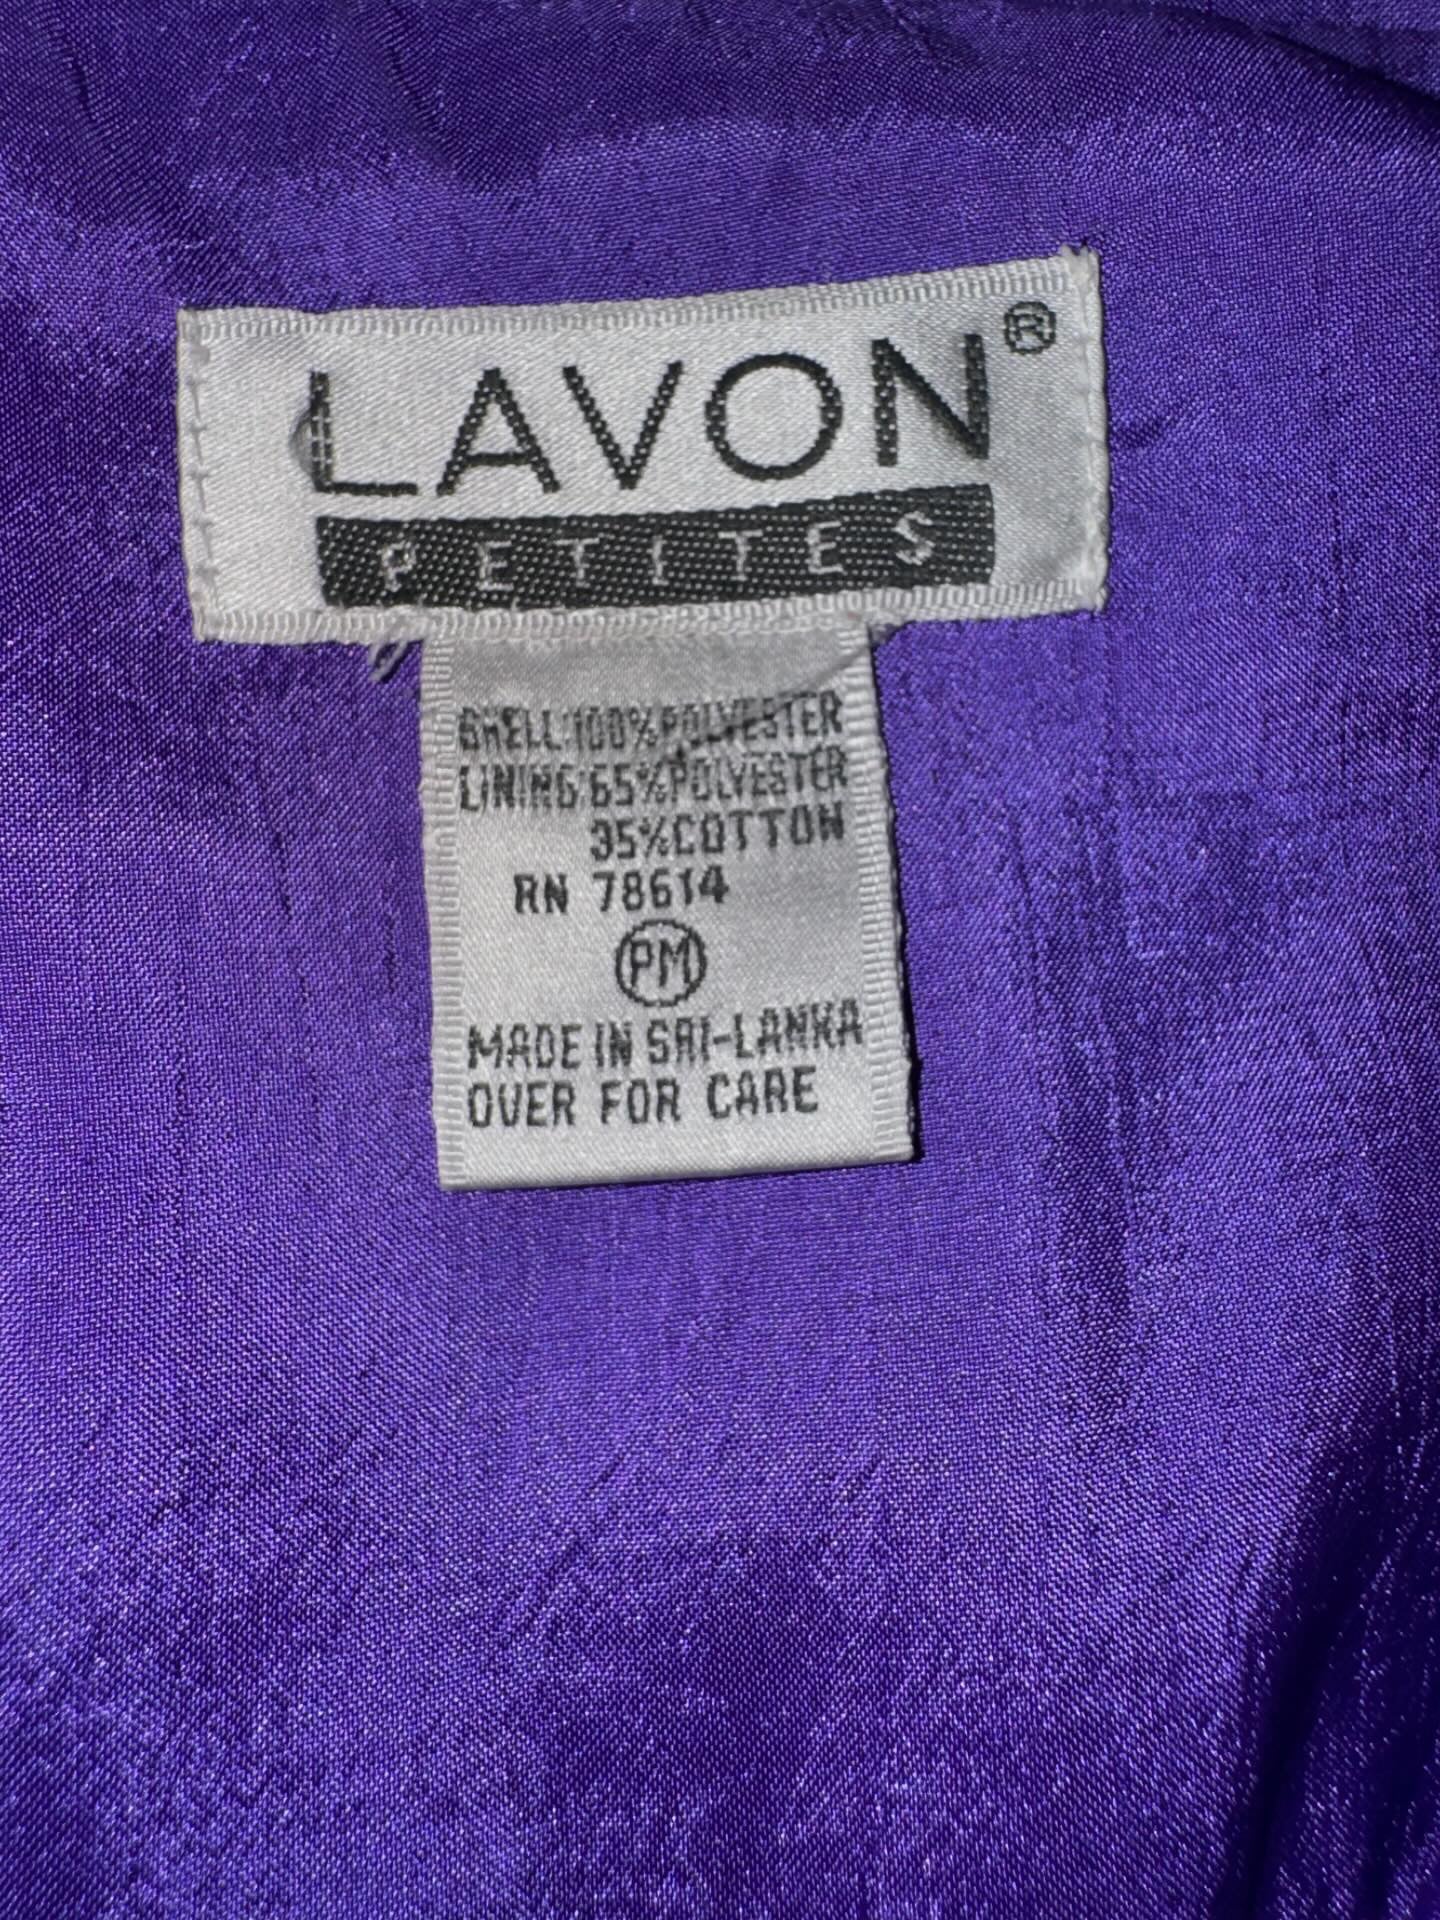 LAVON®
PETITES
SHELL:100%POLYESTER
LINING:65%POLYESTER
35%COTTON
RN 78614
PM
MADE IN SRI-LANKA
OVER FOR CARE